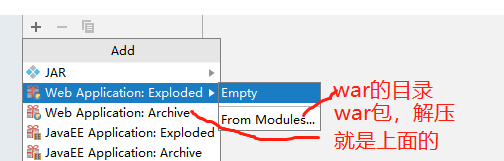 Add
JAR
Web Application: Exploded
Empty
war的目录
Web Application: Archive
From Modules...
war包，解压
JavaEE Application: Exploded
就是上面的
JavaEE Application: Archive